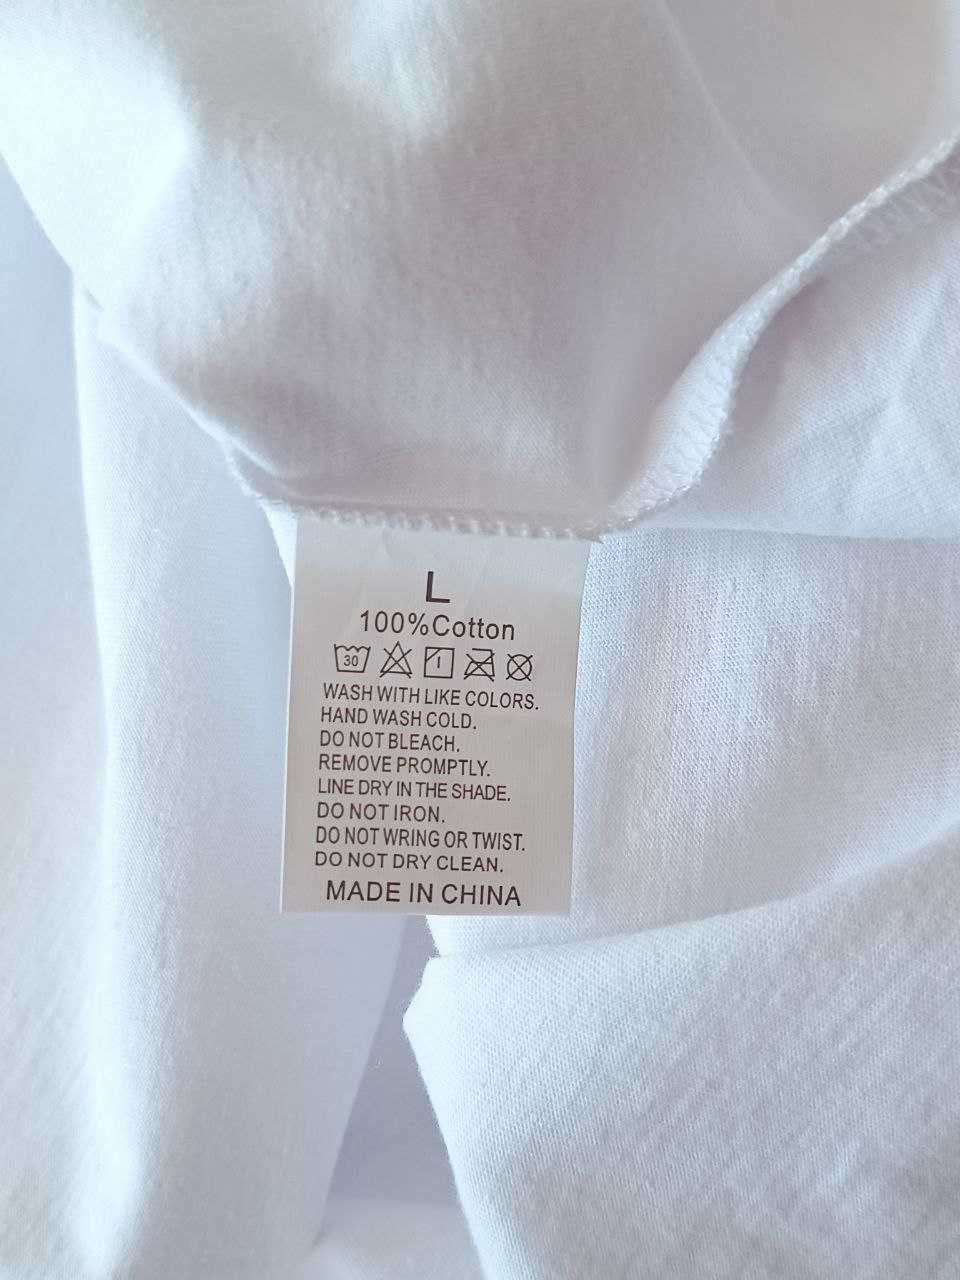 L
100%Cotton
30
WASH WITH LIKE COLORS.
HAND WASH COLD.
DO NOT BLEACH.
REMOVE PROMPTLY.
LINE DRY IN THE SHADE.
DO NOT IRON.
DO NOT WRING OR TWIST.
DO NOT DRY CLEAN.
MADE IN CHINA